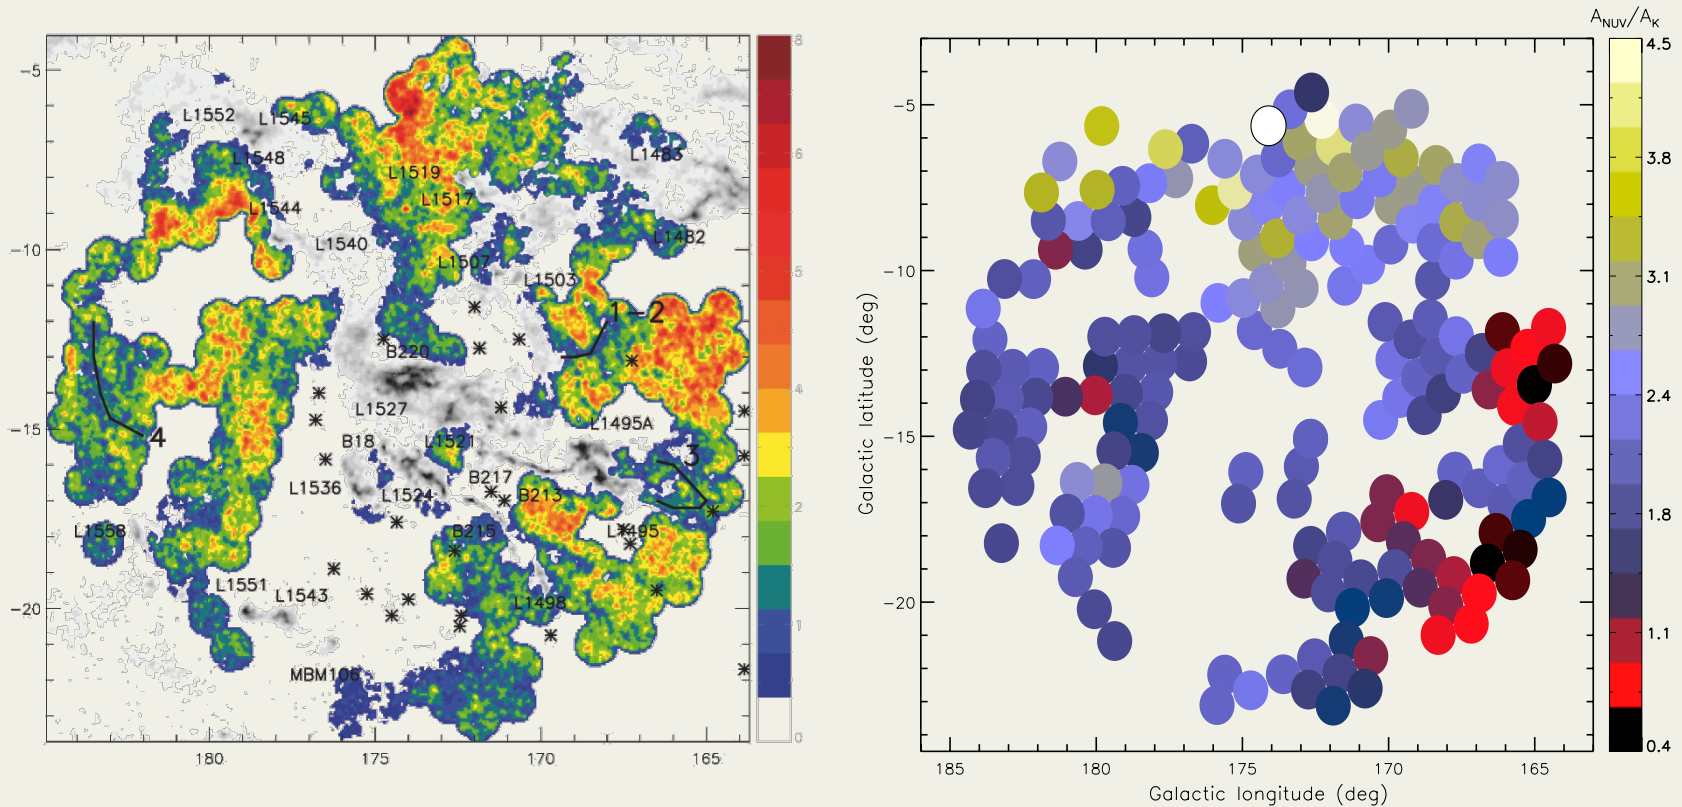 A_NUV/A_K
8
4.5
−5
−5
L1552
L1545
L1548
L1483
6
3.8
L1519
L1517
L1544
L1482
L1540
−10
L1507
L1503
5
−10
3.1
1−2
B220
4
2.4
L1527
L1495A
−15
4
B18
L1521
3
3
−15
L1536
L1524
B217
B213
2
1.8
L1558
B215
L1495
L1551
L1543
L1498
−20
−20
1
1.1
MBM106
0
0.4
180
175
170
165
185
180
175
170
165
Galactic latitude (deg)
Galactic longitude (deg)